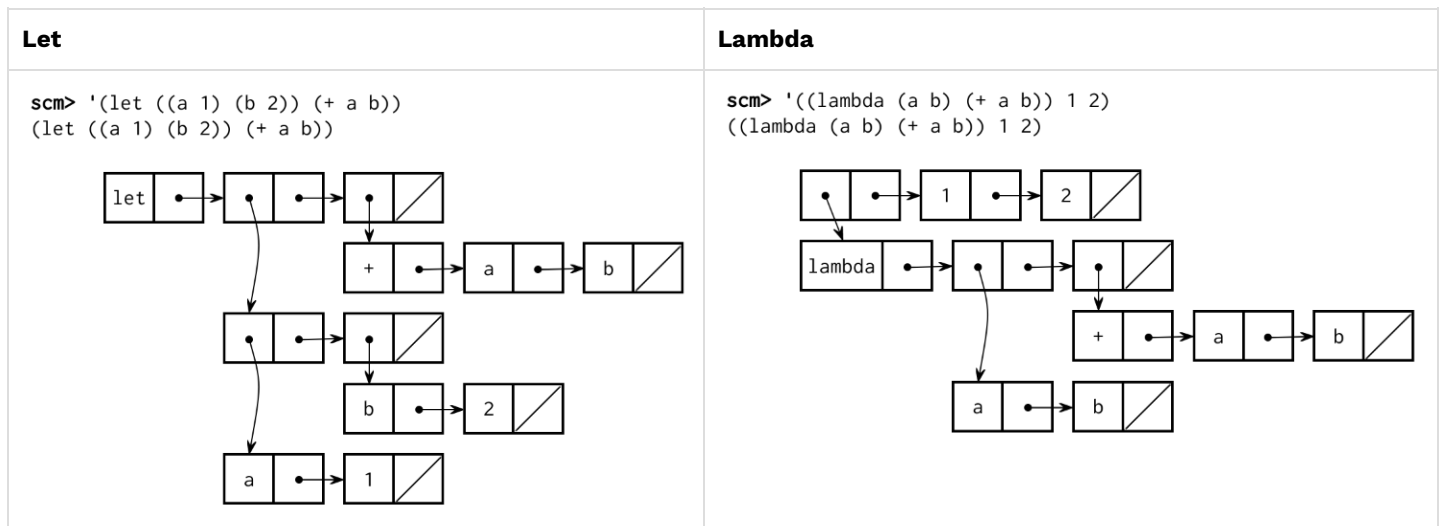 Let
scm> '(let ((a 1) (b 2)) (+ a b))
(let ((a 1) (b 2)) (+ a b))
let
+ a b
b 2
a 1
Lambda
scm> '((lambda (a b) (+ a b)) 1 2)
((lambda (a b) (+ a b)) 1 2)
1 2
lambda
+ a b
a b